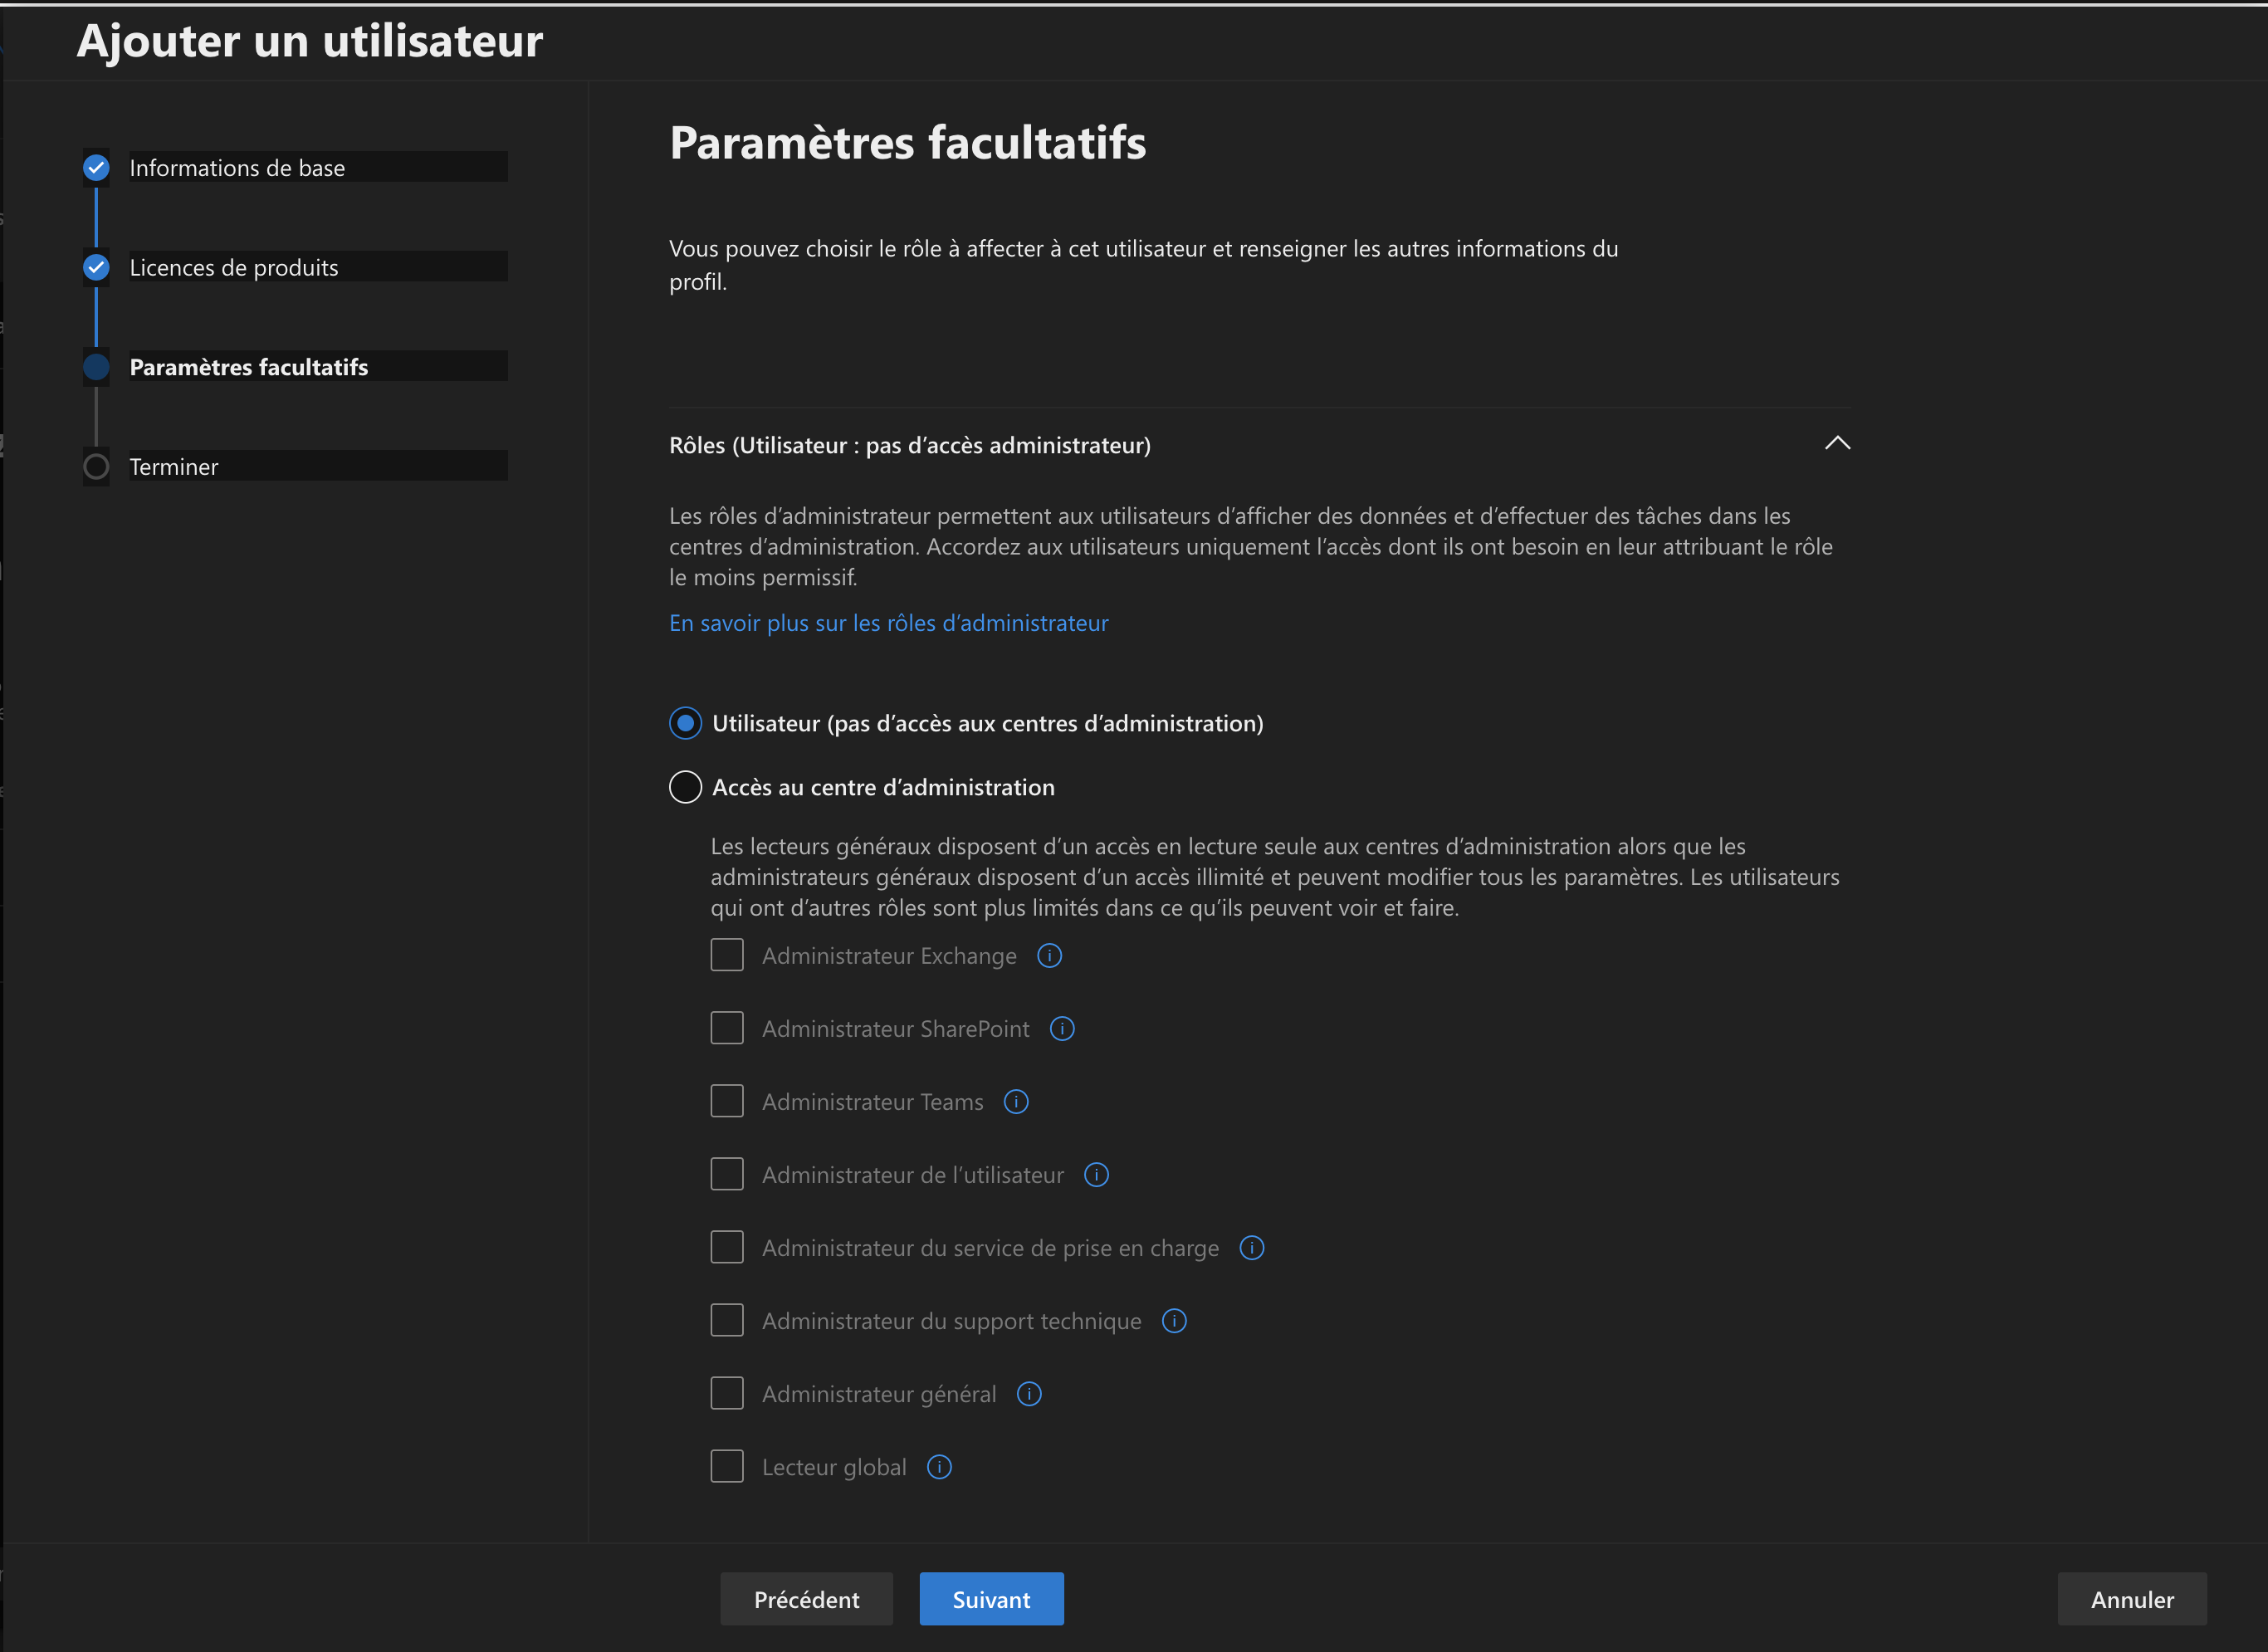 Ajouter un utilisateur
Informations de base
Licences de produits
Paramètres facultatifs
Terminer
Paramètres facultatifs
Vous pouvez choisir le rôle à affecter à cet utilisateur et renseigner les autres informations du
profil.
Rôles (Utilisateur : pas d’accès administrateur)
Les rôles d’administrateur permettent aux utilisateurs d’afficher des données et d’effectuer des tâches dans les
centres d’administration. Accordez aux utilisateurs uniquement l’accès dont ils ont besoin en leur attribuant le rôle
le moins permissif.
En savoir plus sur les rôles d’administrateur
Utilisateur (pas d’accès aux centres d’administration)
Accès au centre d’administration
Les lecteurs généraux disposent d’un accès en lecture seule aux centres d’administration alors que les
administrateurs généraux disposent d’un accès illimité et peuvent modifier tous les paramètres. Les utilisateurs
qui ont d’autres rôles sont plus limités dans ce qu’ils peuvent voir et faire.
Administrateur Exchange
Administrateur SharePoint
Administrateur Teams
Administrateur de l’utilisateur
Administrateur du service de prise en charge
Administrateur du support technique
Administrateur général
Lecteur global
Précédent
Suivant
Annuler